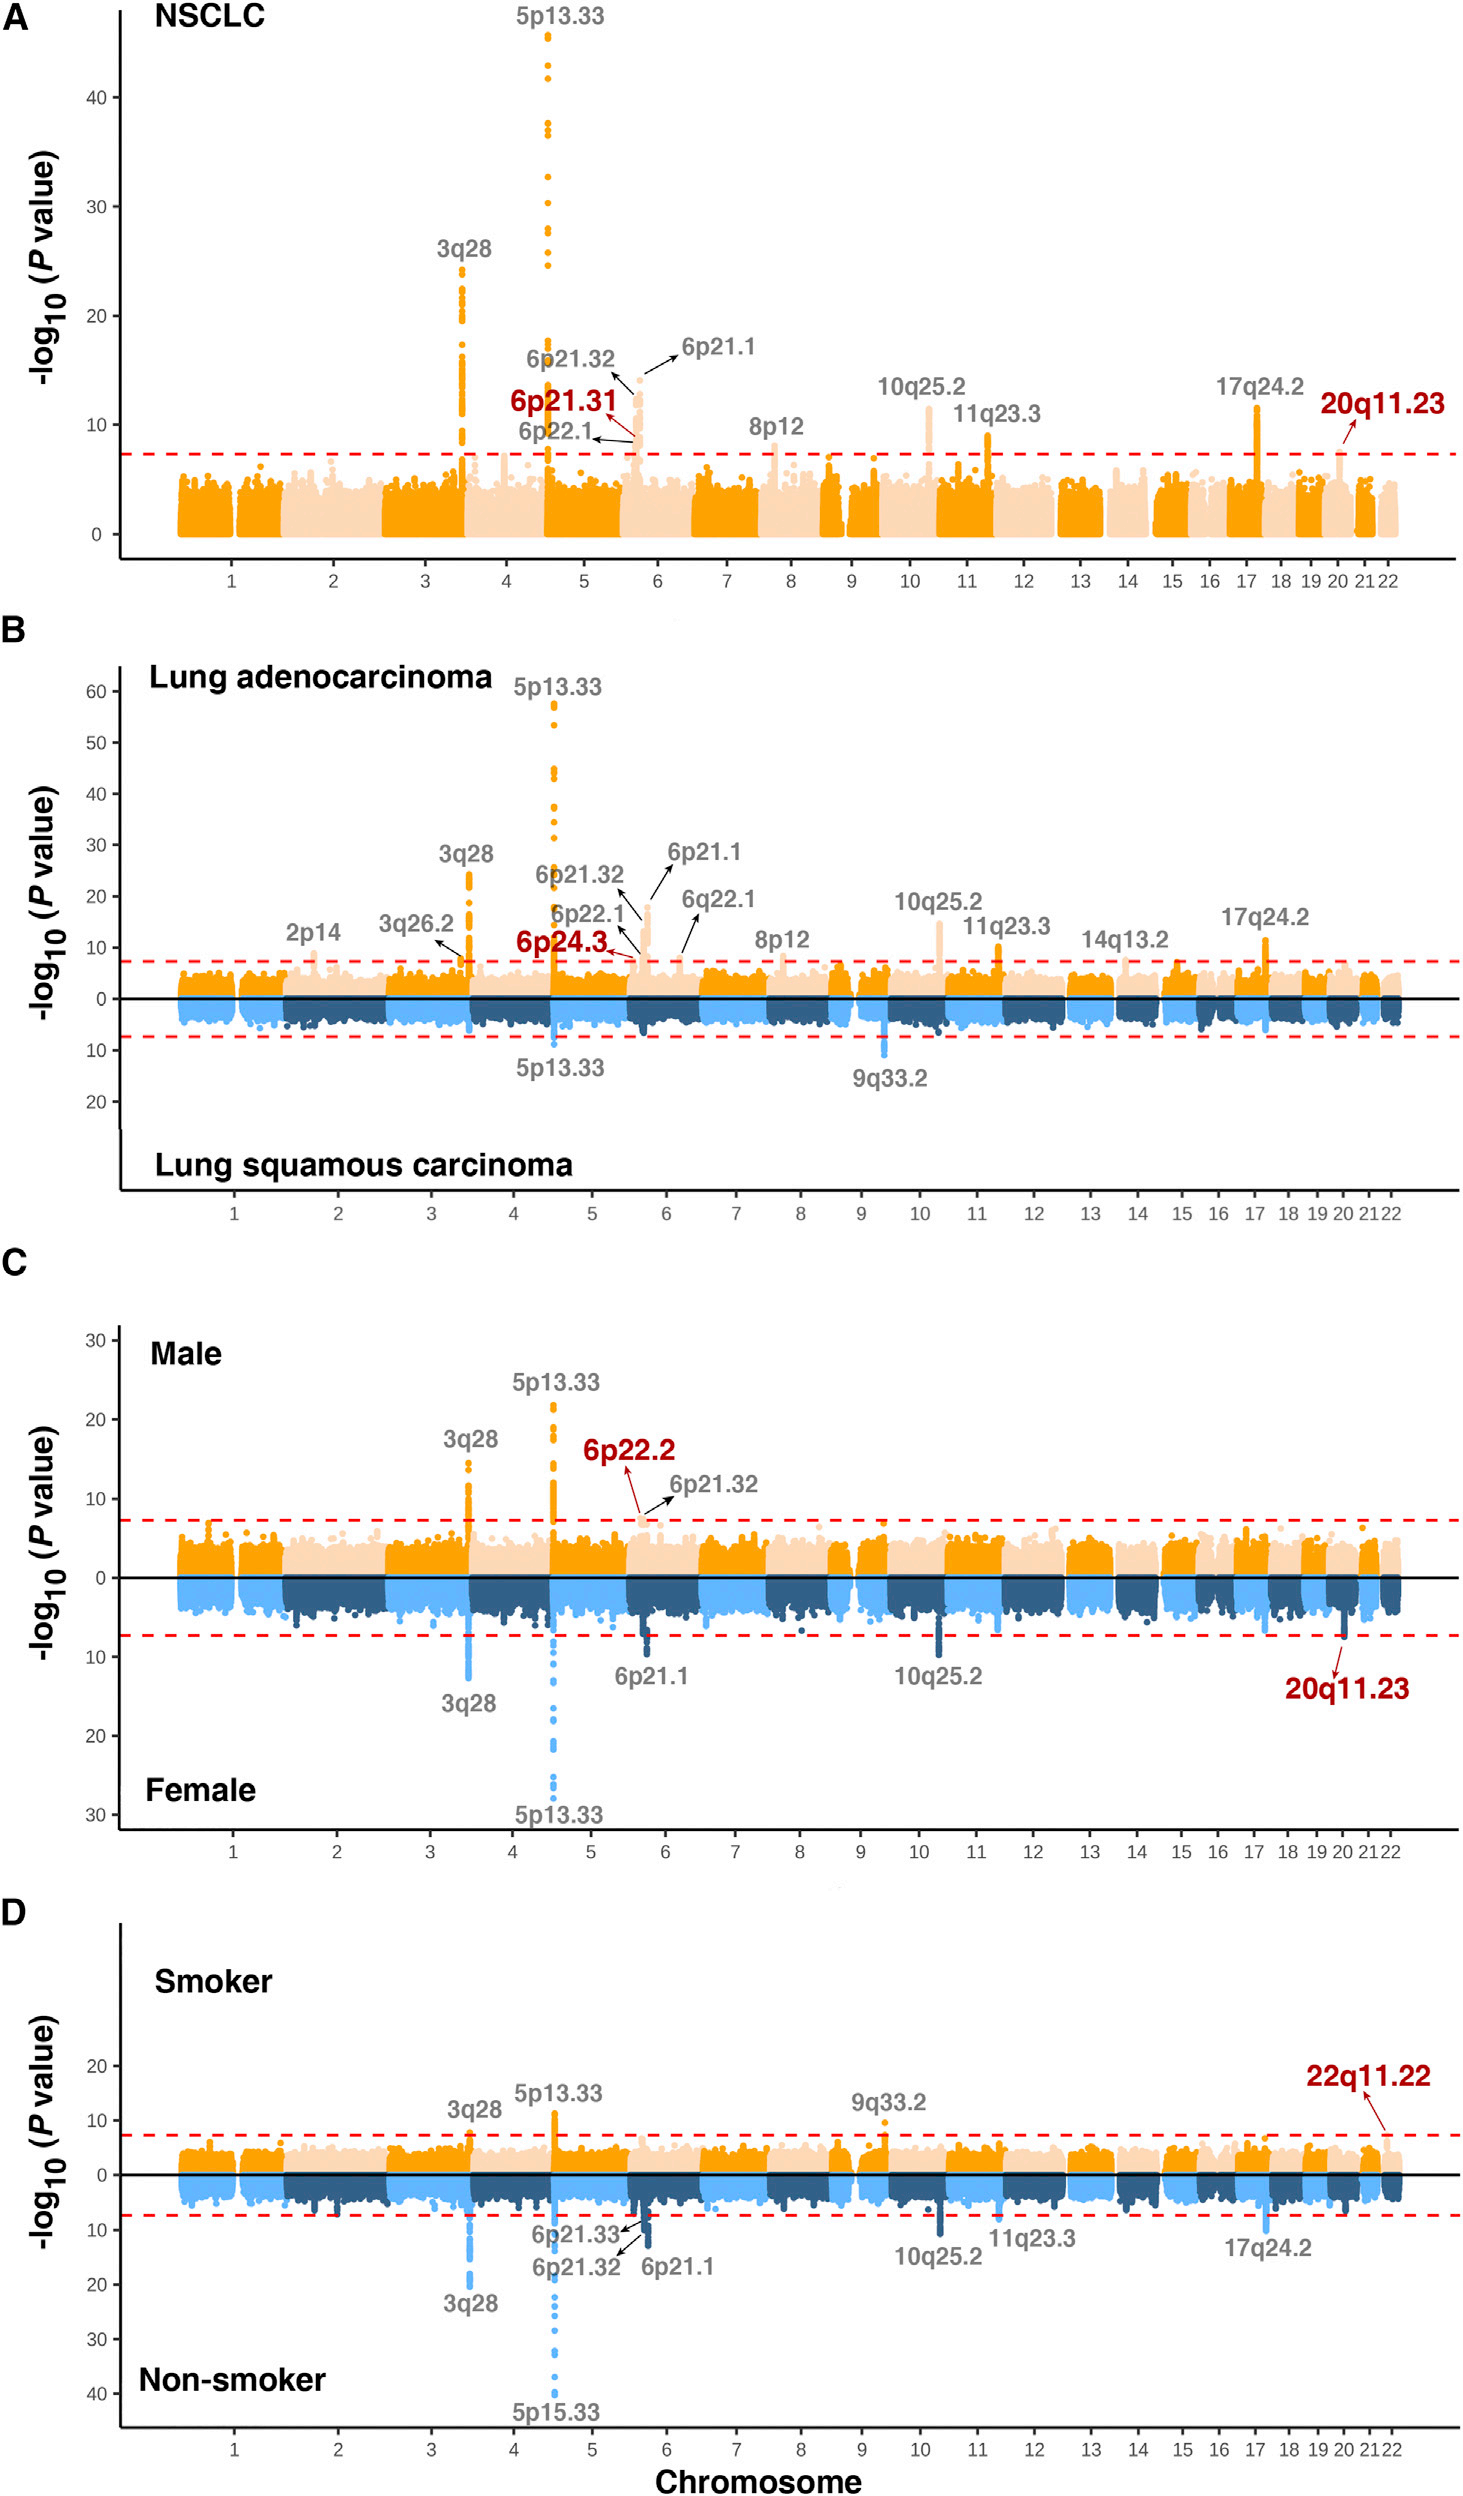 A
NSCLC
5p13.33
3q28
6p21.32
6p21.1
6p21.31
6p22.1
8p12
10q25.2
11q23.3
17q24.2
20q11.23
-log10 (P value)
40
30
20
10
0
1 2 3 4 5 6 7 8 9 10 11 12 13 14 15 16 17 18 19 20 21 22
B
Lung adenocarcinoma
5p13.33
3q28
6p21.1
6p21.32
6q22.1
6p22.1
6p24.3
2p14
3q26.2
8p12
10q25.2
11q23.3
14q13.2
17q24.2
-log10 (P value)
60
50
40
30
20
10
0
10
20
5p13.33
9q33.2
Lung squamous carcinoma
1 2 3 4 5 6 7 8 9 10 11 12 13 14 15 16 17 18 19 20 21 22
C
Male
5p13.33
3q28
6p22.2
6p21.32
-log10 (P value)
30
20
10
0
10
20
30
6p21.1
10q25.2
20q11.23
3q28
Female
5p13.33
1 2 3 4 5 6 7 8 9 10 11 12 13 14 15 16 17 18 19 20 21 22
D
Smoker
22q11.22
5p13.33
3q28
9q33.2
-log10 (P value)
20
10
0
10
20
30
40
6p21.33
6p21.32
6p21.1
10q25.2
11q23.3
17q24.2
3q28
Non-smoker
5p15.33
1 2 3 4 5 6 7 8 9 10 11 12 13 14 15 16 17 18 19 20 21 22
Chromosome